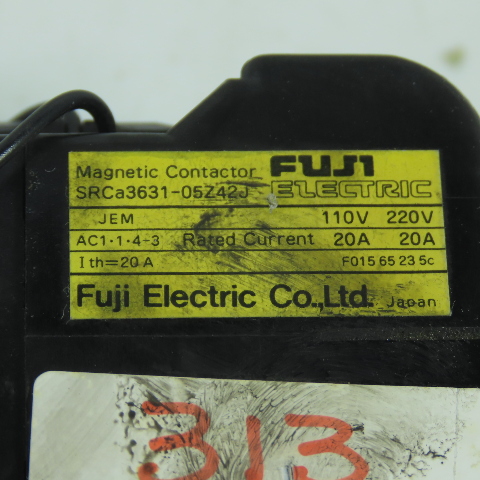 Magnetic Contactor FUJI
SRCa3631-05Z42J ELECTRIC
JEM 110V 220V
AC1·1·4-3 Rated Current 20A 20A
Ith=20A F015 65 23 5c
Fuji Electric Co.,Ltd. Japan
313